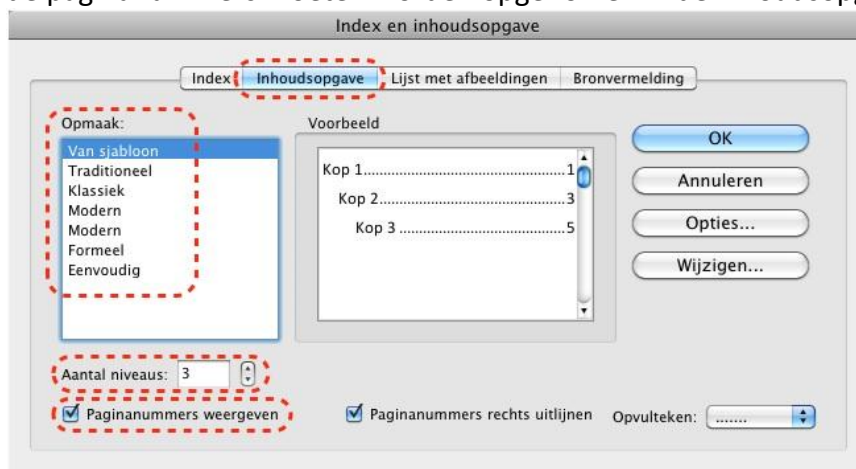 Index en inhoudsopgave
Index Inhoudsopgave Lijst met afbeeldingen Bronvermelding
Opmaak:
Van sjabloon
Traditioneel
Klassiek
Modern
Modern
Formeel
Eenvoudig
Voorbeeld
Kop 1.................................................1
Kop 2..............................................3
Kop 3 ........................................5
OK
Annuleren
Opties...
Wijzigen...
Aantal niveaus: 3
Paginanummers weergeven
Paginanummers rechts uitlijnen
Opvulteken: .......